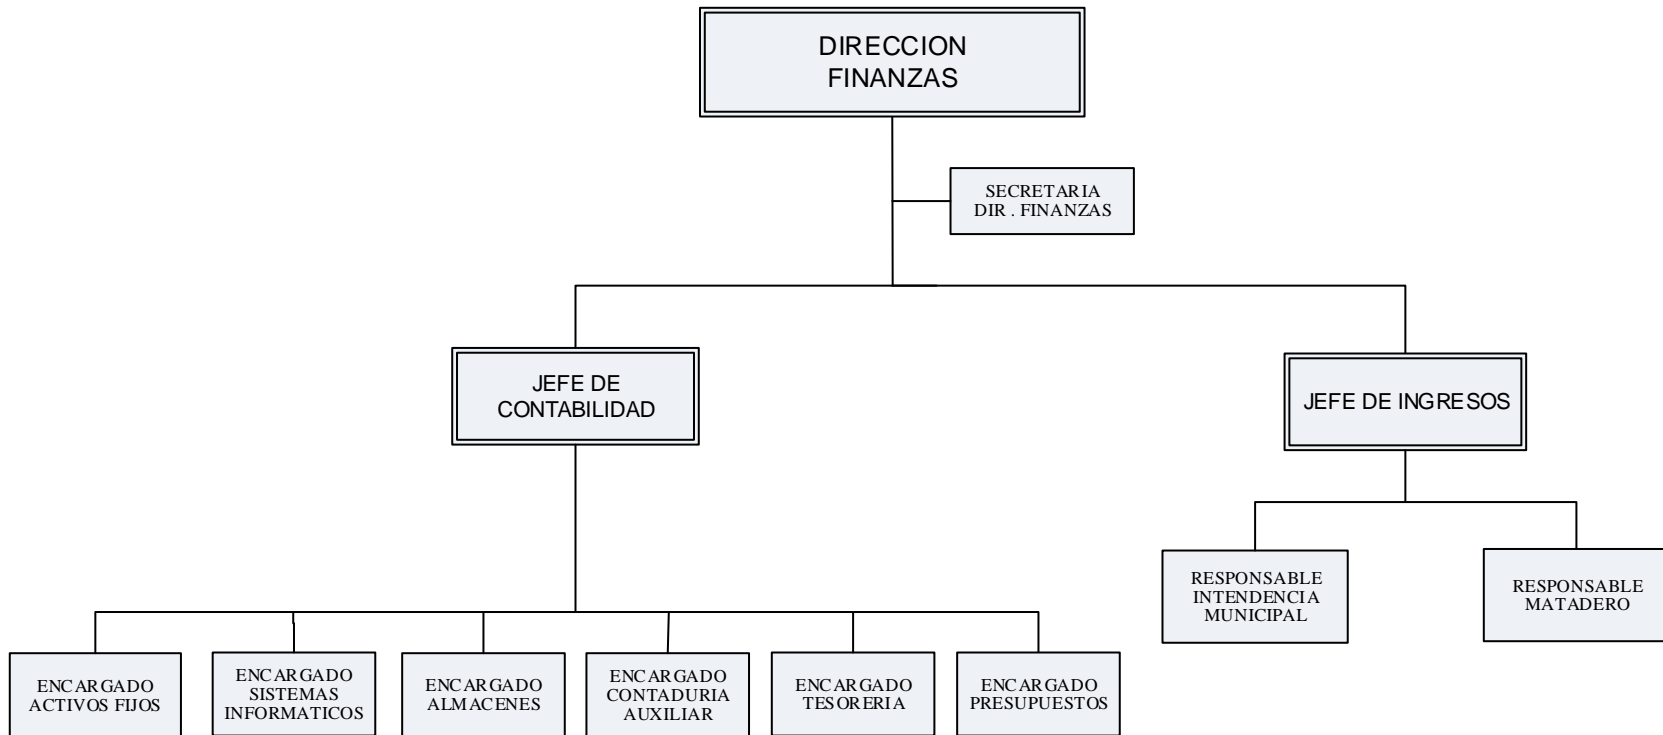 DIRECCION
FINANZAS
SECRETARIA
DIR . FINANZAS
JEFE DE
CONTABILIDAD
JEFE DE INGRESOS
RESPONSABLE
INTENDENCIA
MUNICIPAL
RESPONSABLE
MATADERO
ENCARGADO
ACTIVOS FIJOS
ENCARGADO
SISTEMAS
INFORMATICOS
ENCARGADO
ALMACENES
ENCARGADO
CONTADURIA
AUXILIAR
ENCARGADO
TESORERIA
ENCARGADO
PRESUPUESTOS